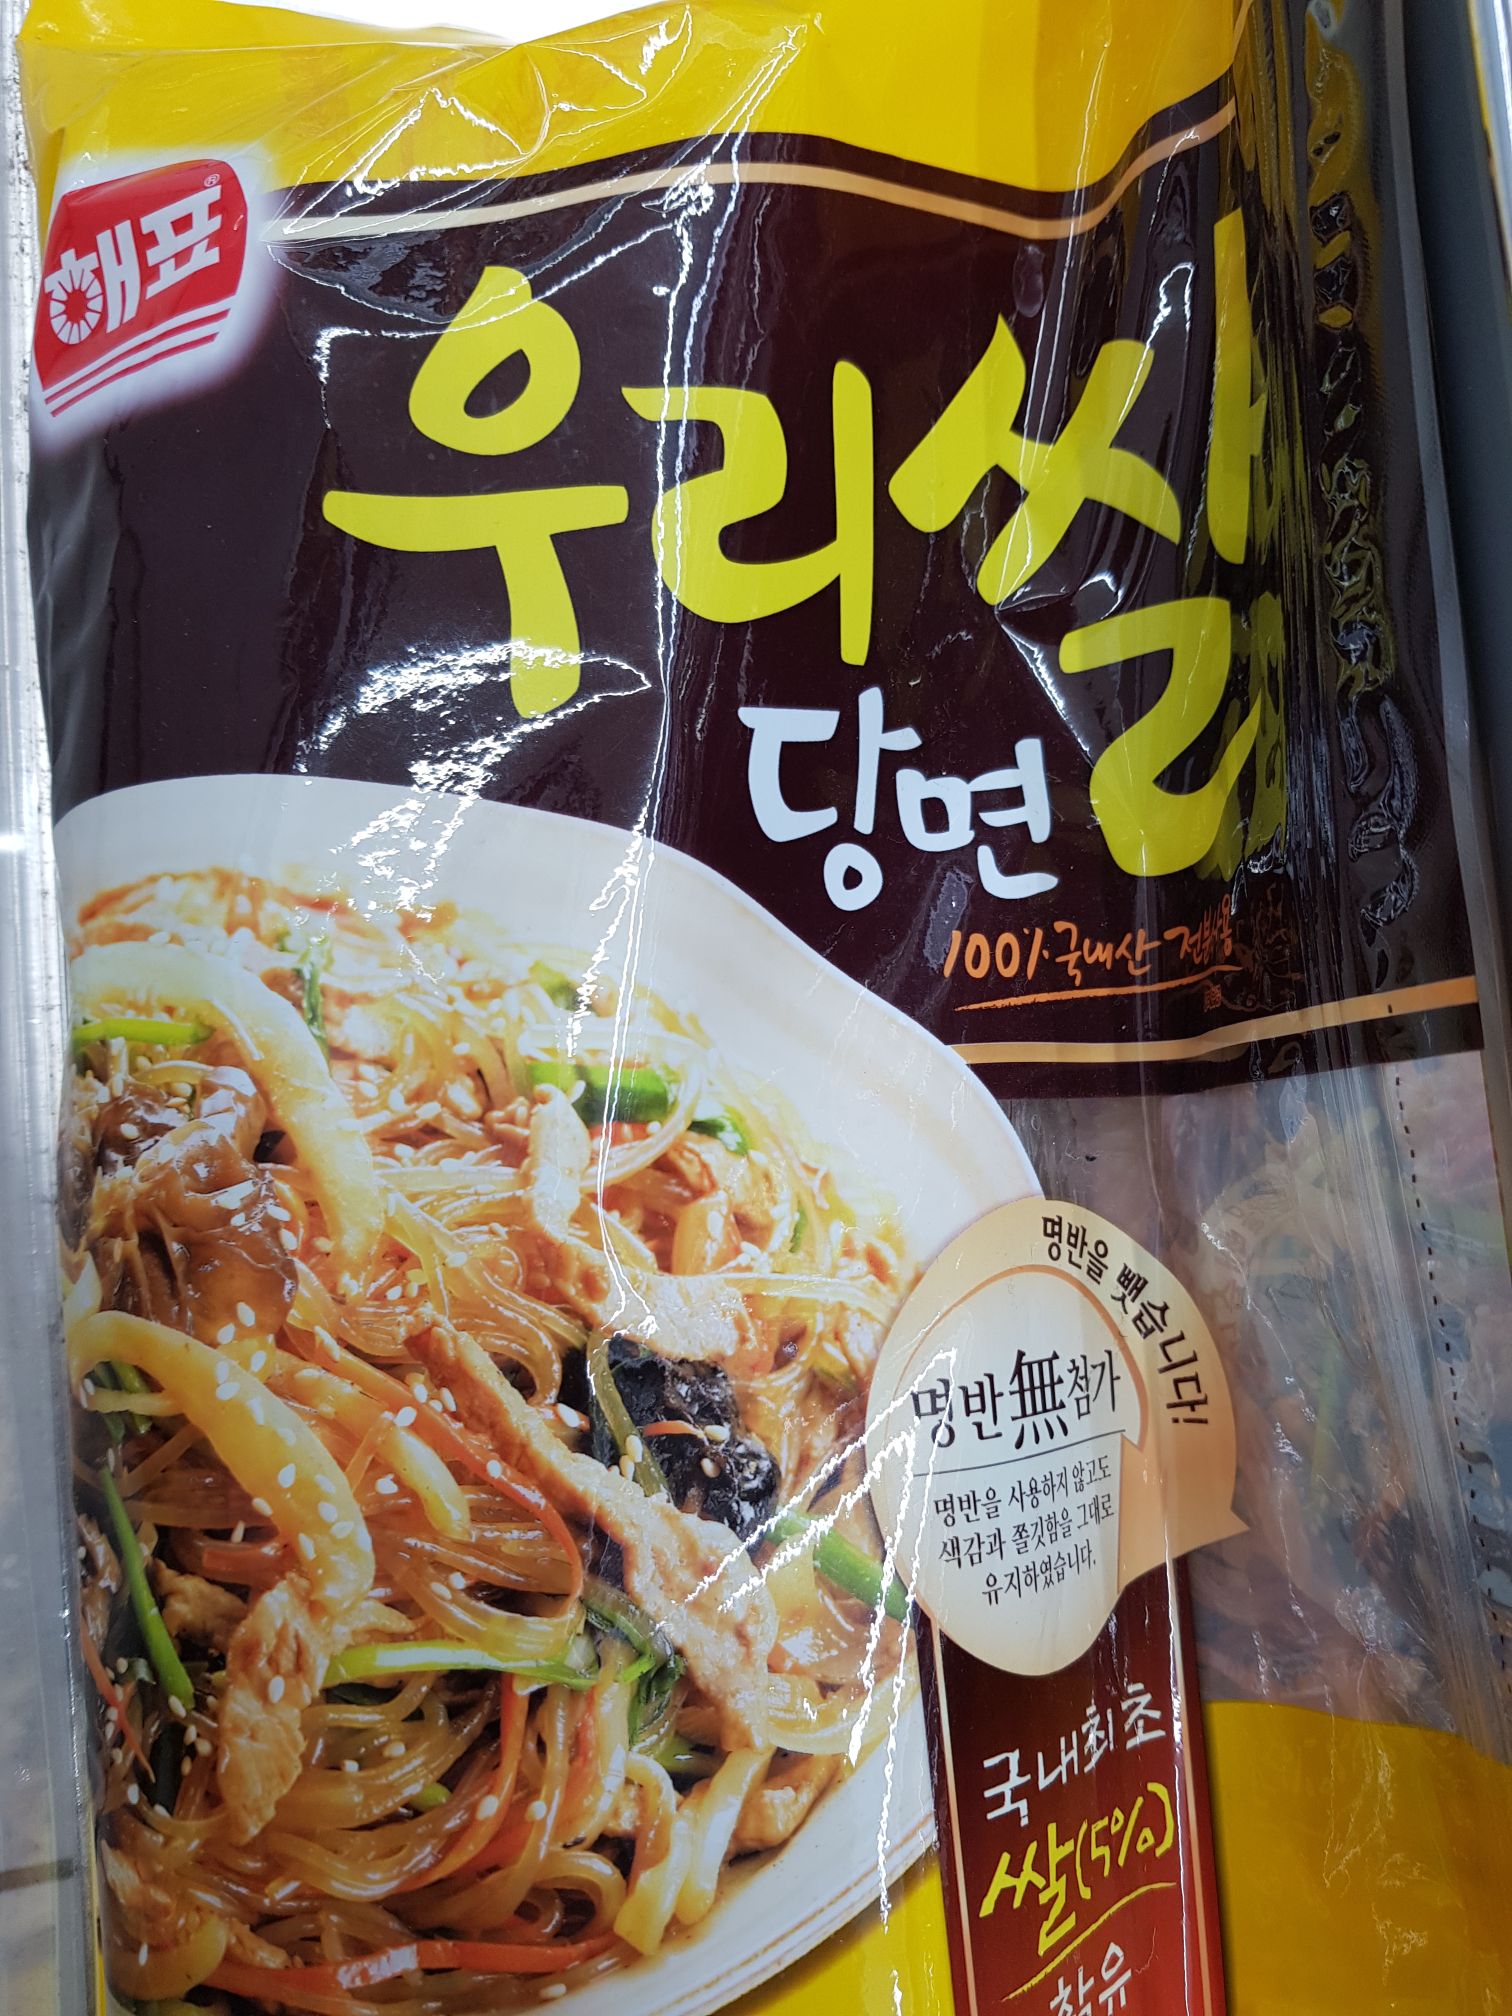 해표
우리쌀
당면
100% 국내산 전분사용
명반을 뺏습니다!
명반無첨가
명반을 사용하지 않고도
색감과 쫄깃함을 그대로
유지하였습니다.
국내최초
쌀(5%)
함유